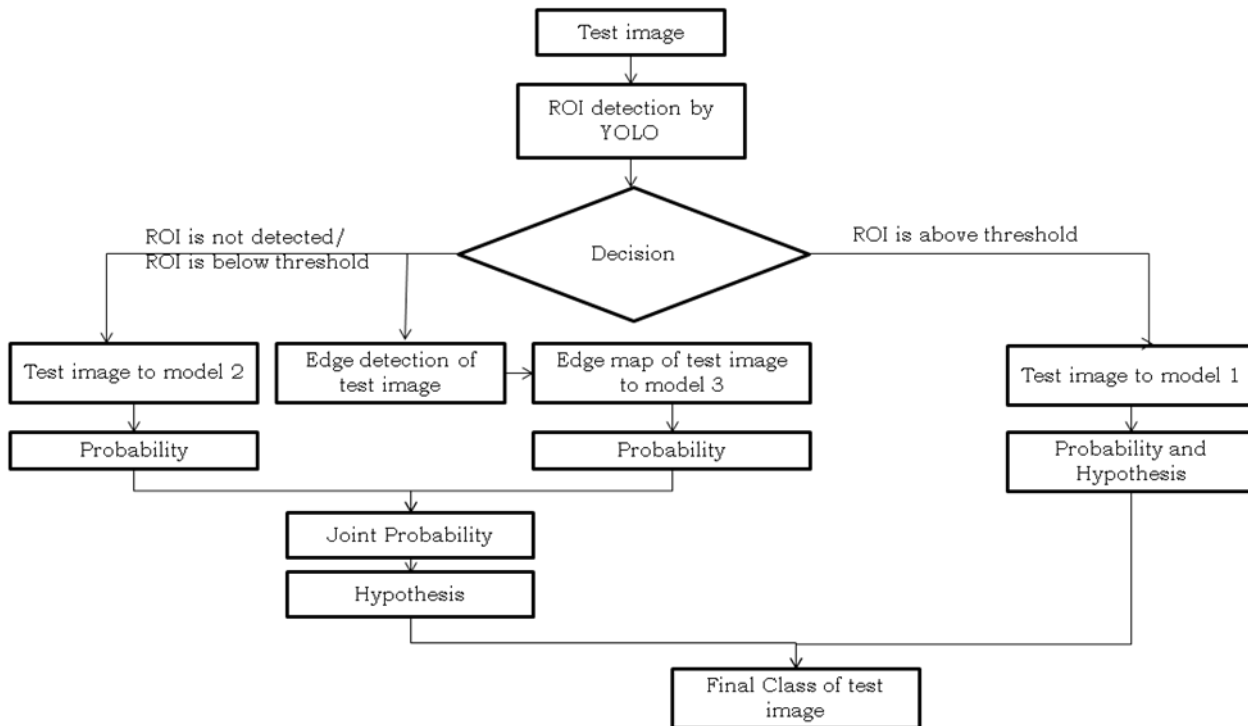 Test image
ROI detection by
YOLO
Decision
ROI is not detected/
ROI is below threshold
ROI is above threshold
Test image to model 2
Edge detection of
test image
Edge map of test image
to model 3
Test image to model 1
Probability
Probability
Probability and
Hypothesis
Joint Probability
Hypothesis
Final Class of test
image